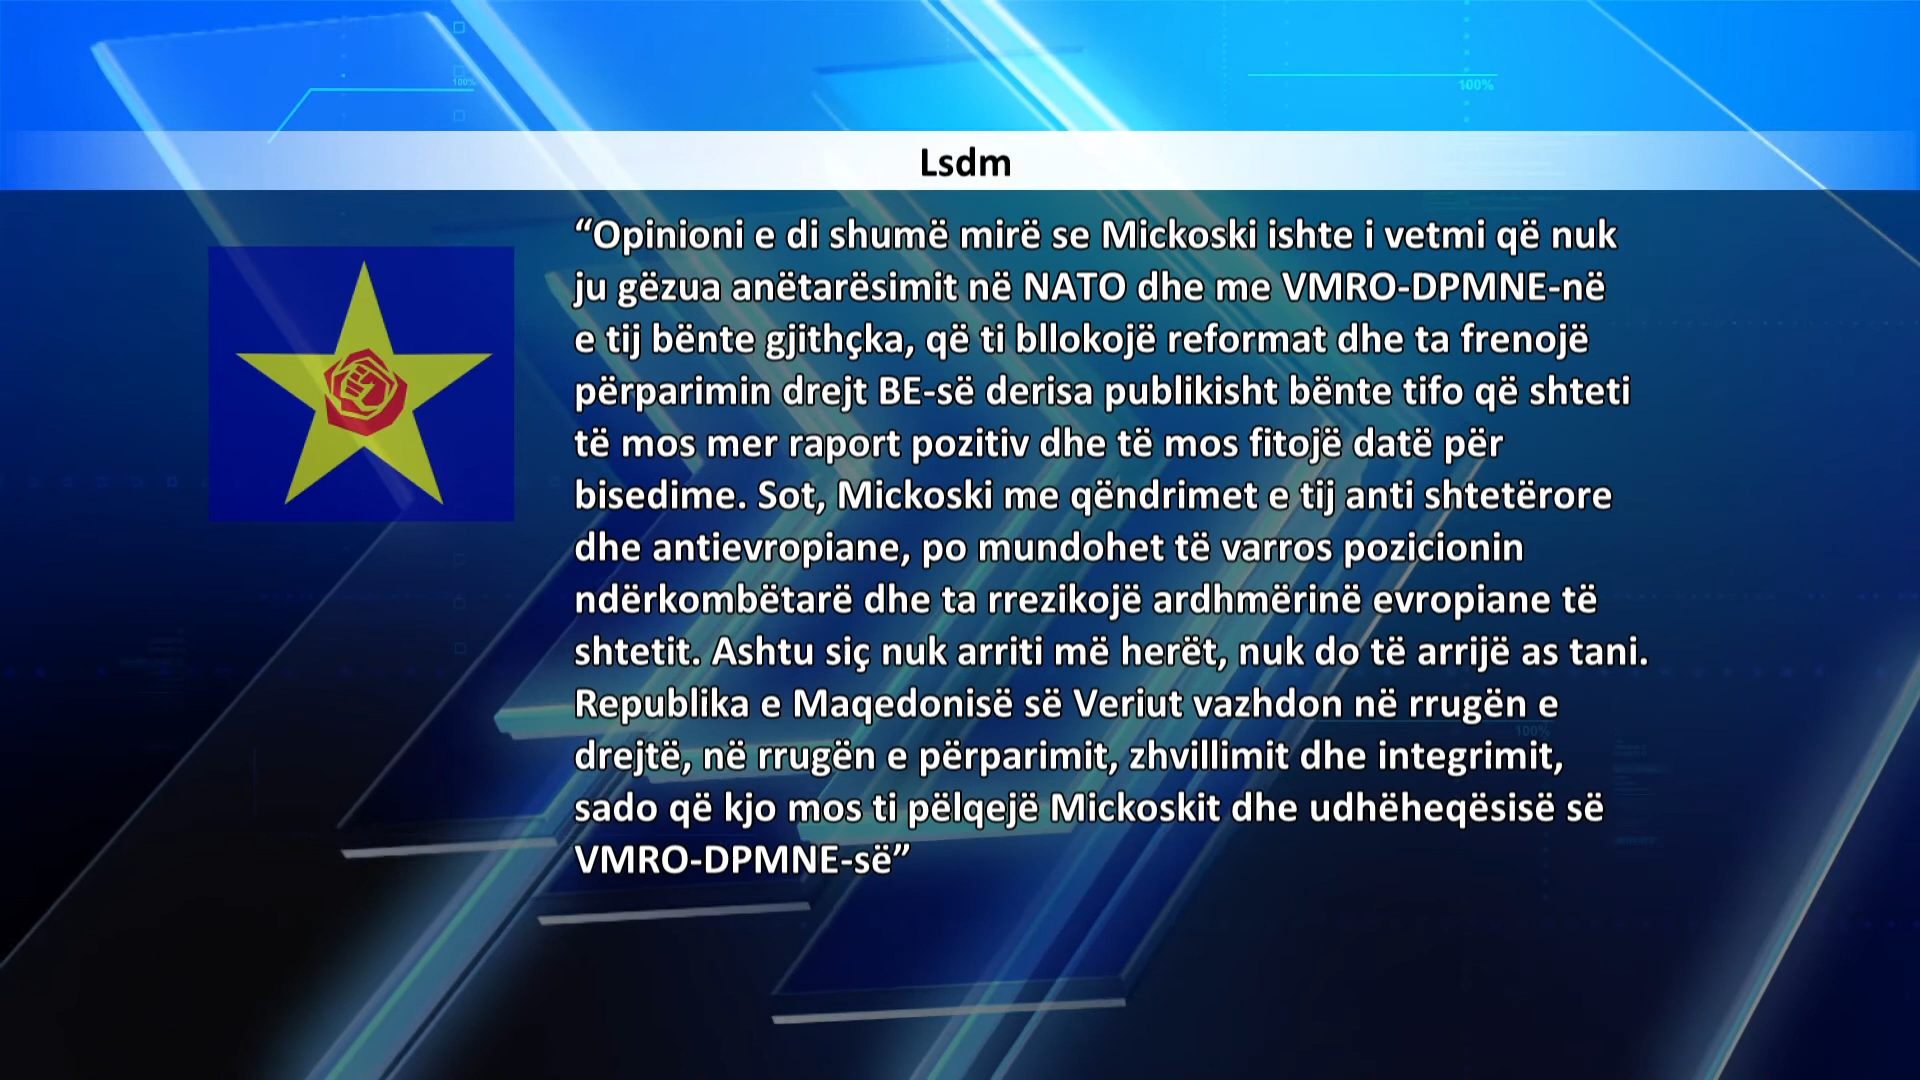 100%
100%
Lsdm
“Opinioni e di shumë mirë se Mickoski ishte i vetmi që nuk
ju gëzua anëtarësimit në NATO dhe me VMRO-DPMNE-në
e tij bënte gjithçka, që ti bllokojë reformat dhe ta frenojë
përparimin drejt BE-së derisa publikisht bënte tifo që shteti
të mos mer raport pozitiv dhe të mos fitojë datë për
bisedime. Sot, Mickoski me qëndrimet e tij anti shtetërore
dhe antievropiane, po mundohet të varros pozicionin
ndërkombëtarë dhe ta rrezikojë ardhmërinë evropiane të
shtetit. Ashtu siç nuk arriti më herët, nuk do të arrijë as tani.
Republika e Maqedonisë së Veriut vazhdon në rrugën e
drejtë, në rrugën e përparimit, zhvillimit dhe integrimit,
sado që kjo mos ti pëlqejë Mickoskit dhe udhëheqësisë së
VMRO-DPMNE-së”
100%